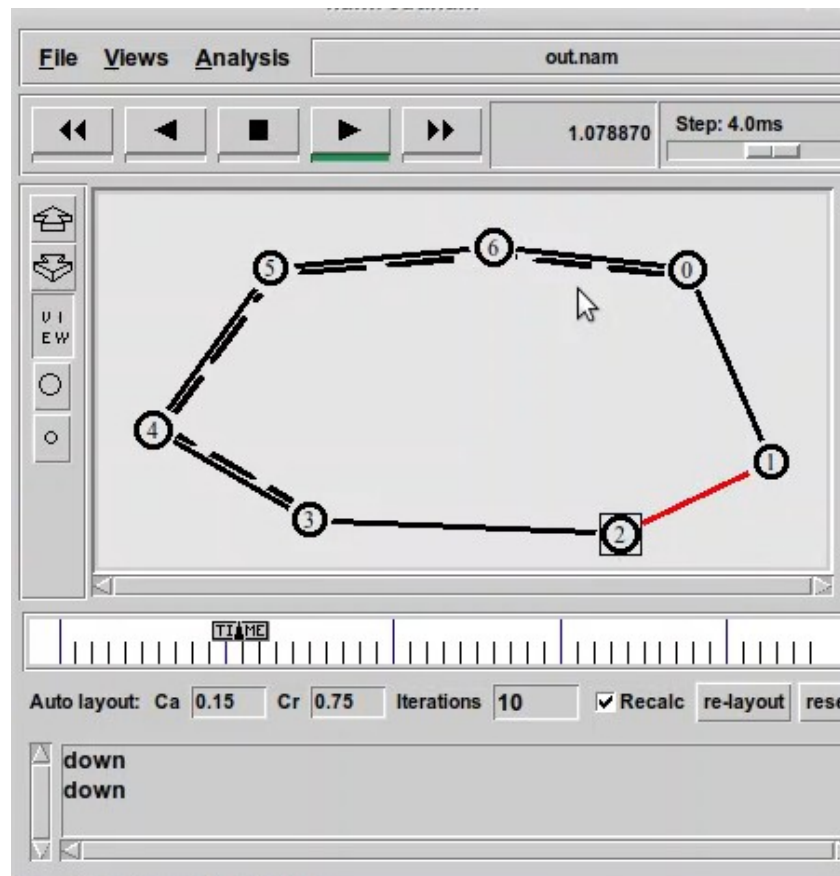 File Views Analysis out.nam
1.078870 Step: 4.0ms
6
5 0
V I
E W
4
1
3
2
TIME
Auto layout: Ca 0.15 Cr 0.75 Iterations 10 Recalc re-layout rese
down
down